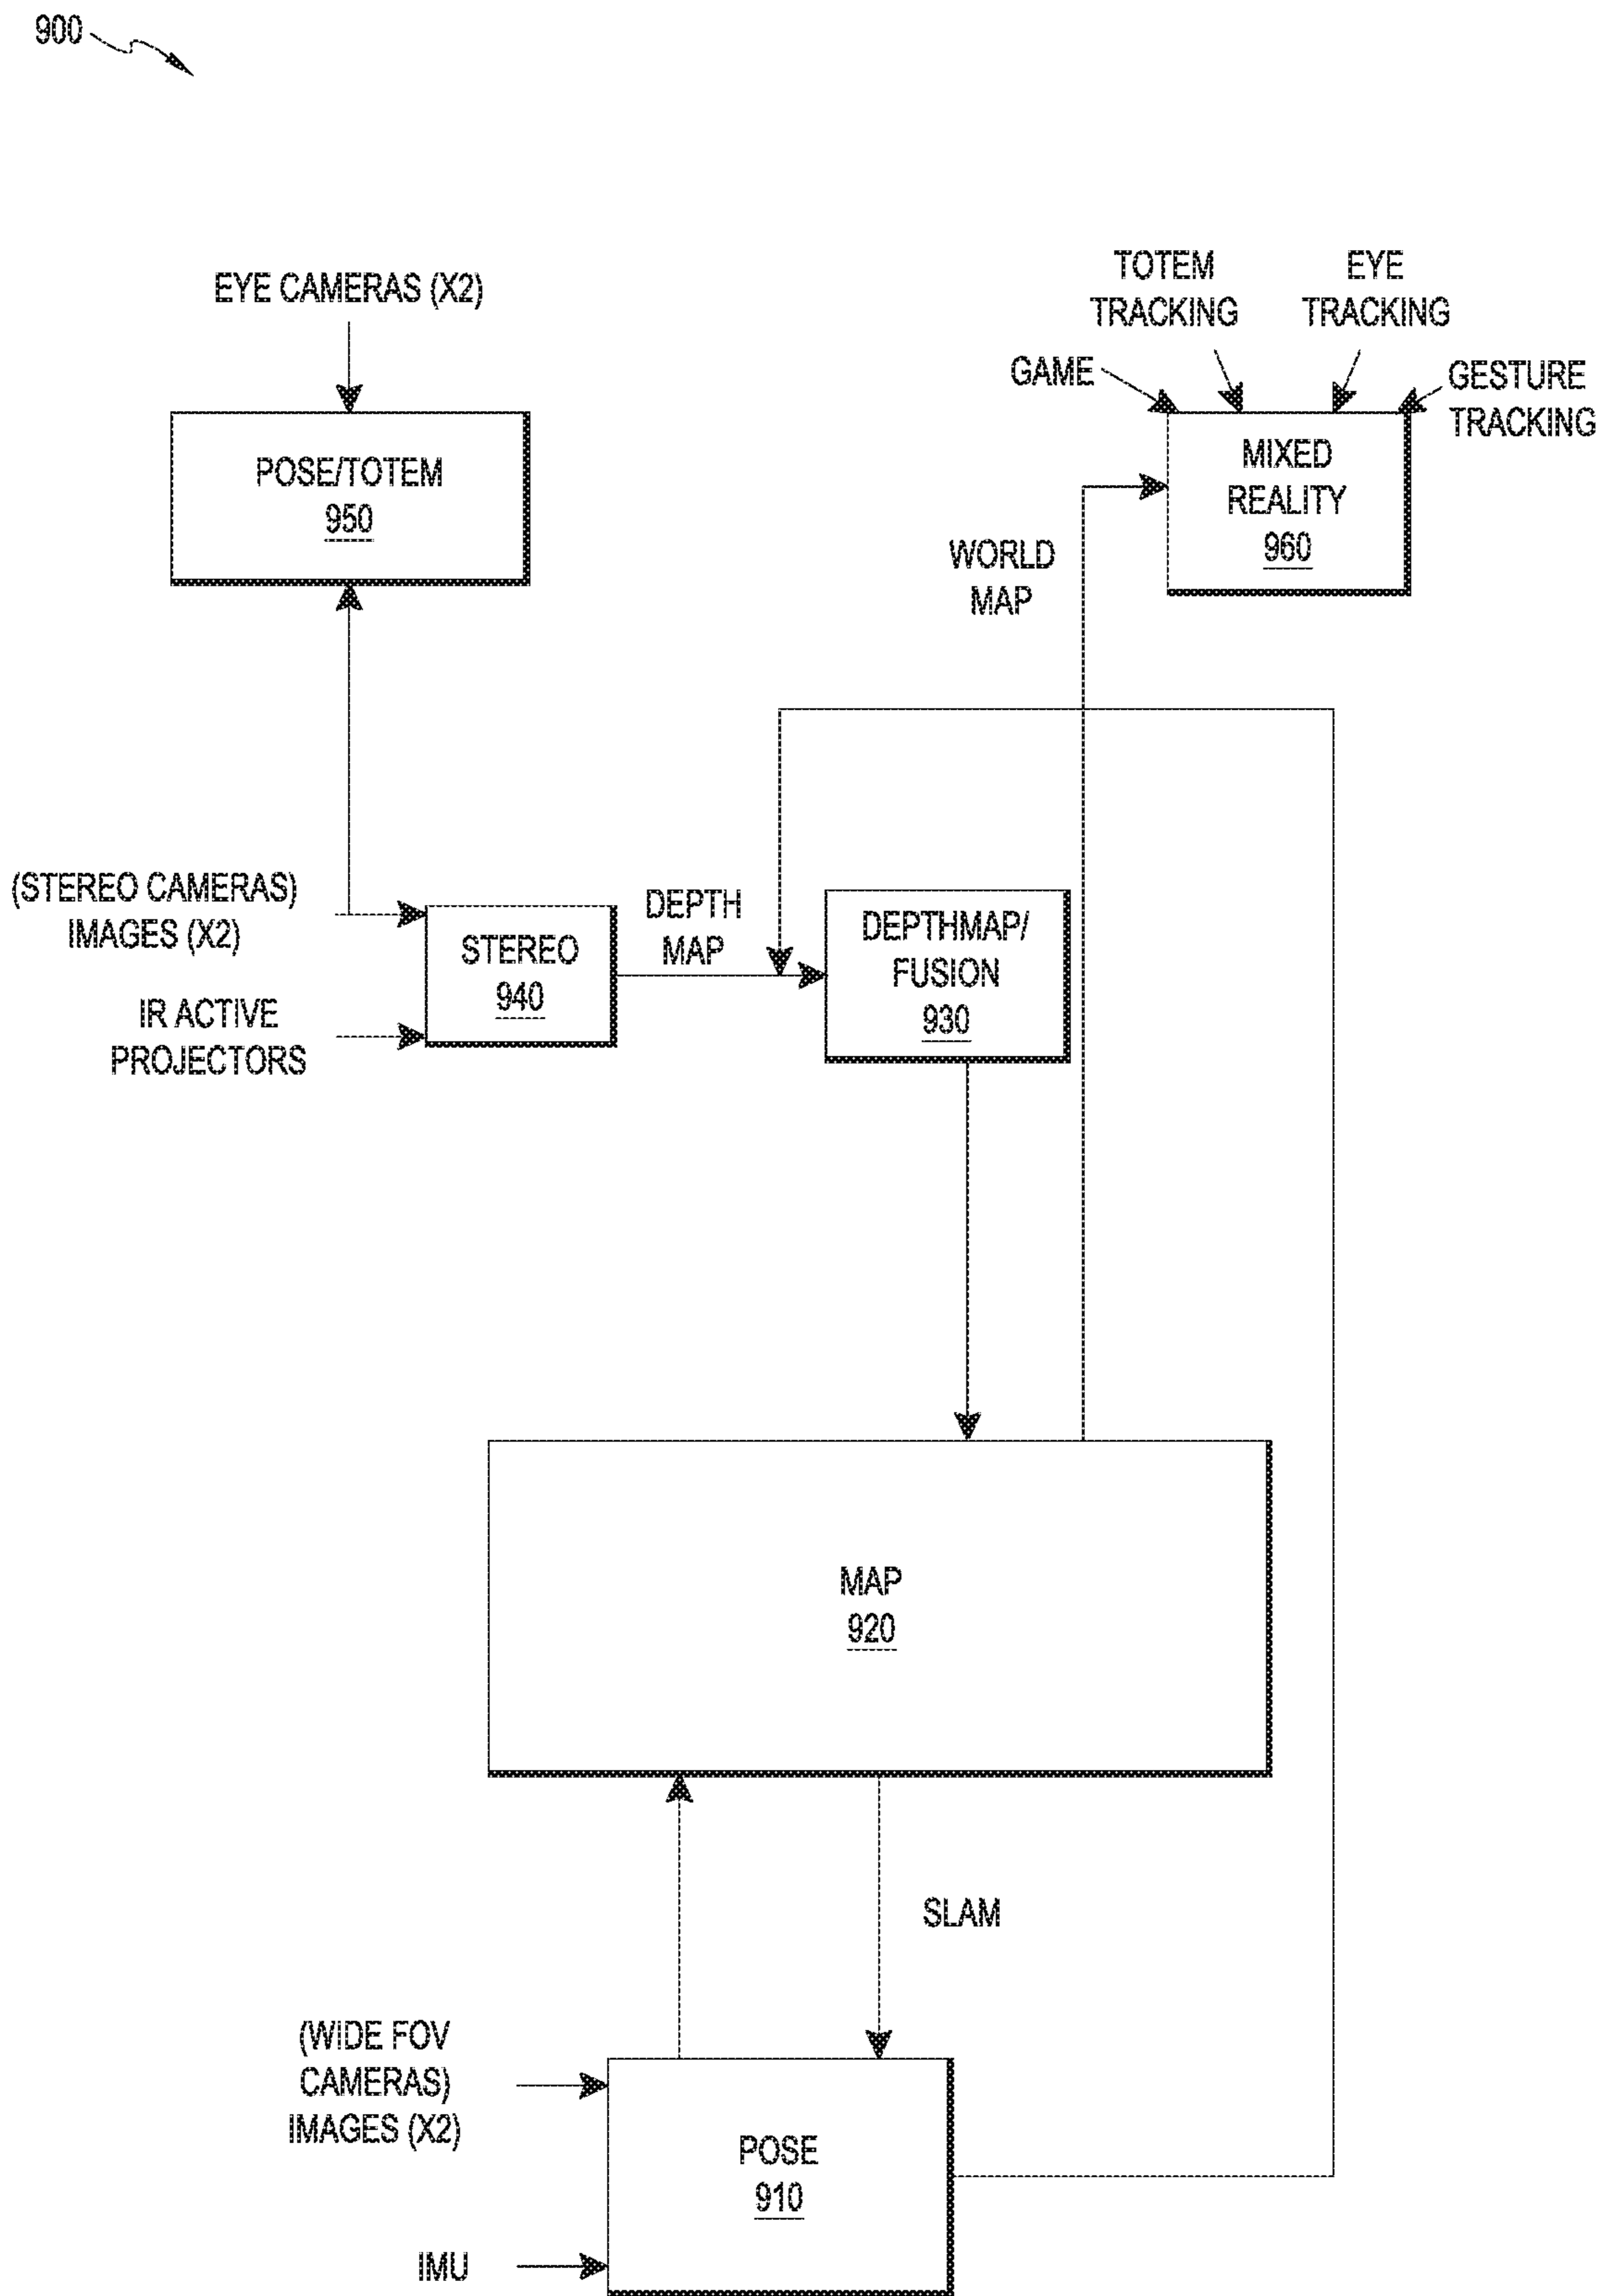 900
EYE CAMERAS (X2)
POSE/TOTEM
950
TOTEM
TRACKING
EYE
TRACKING
GAME
GESTURE
TRACKING
MIXED
REALITY
960
WORLD
MAP
(STEREO CAMERAS)
IMAGES (X2)
IR ACTIVE
PROJECTORS
STEREO
940
DEPTH
MAP
DEPTHMAP/
FUSION
930
MAP
920
SLAM
(WIDE FOV
CAMERAS)
IMAGES (X2)
POSE
910
IMU